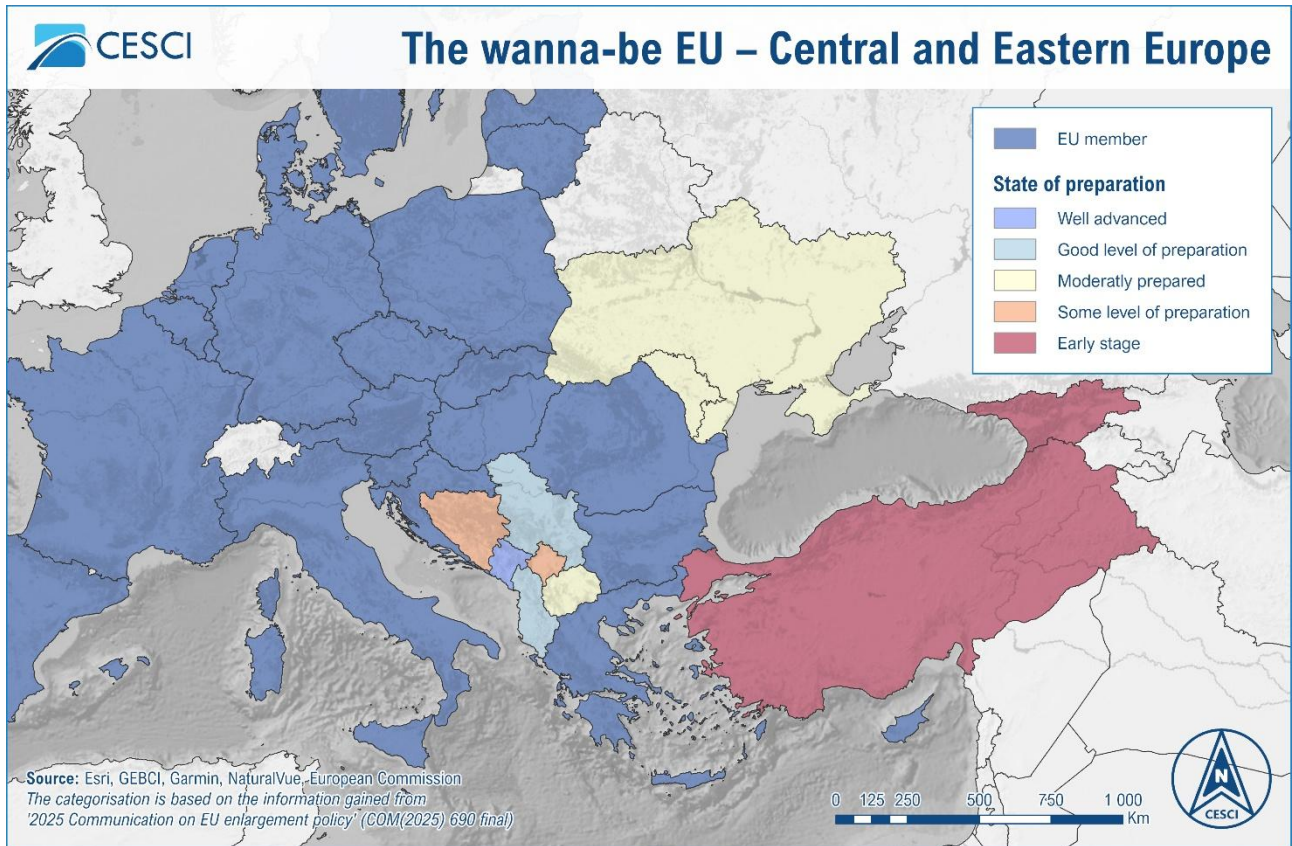 CESCI
The wanna-be EU – Central and Eastern Europe
EU member
State of preparation
Well advanced
Good level of preparation
Moderatly prepared
Some level of preparation
Early stage
Source: Esri, GEBCI, Garmin, NaturalVue, European Commission
The categorisation is based on the information gained from
'2025 Communication on EU enlargement policy' (COM(2025) 690 final)
0 125 250 500 750 1 000
Km
N
CESCI